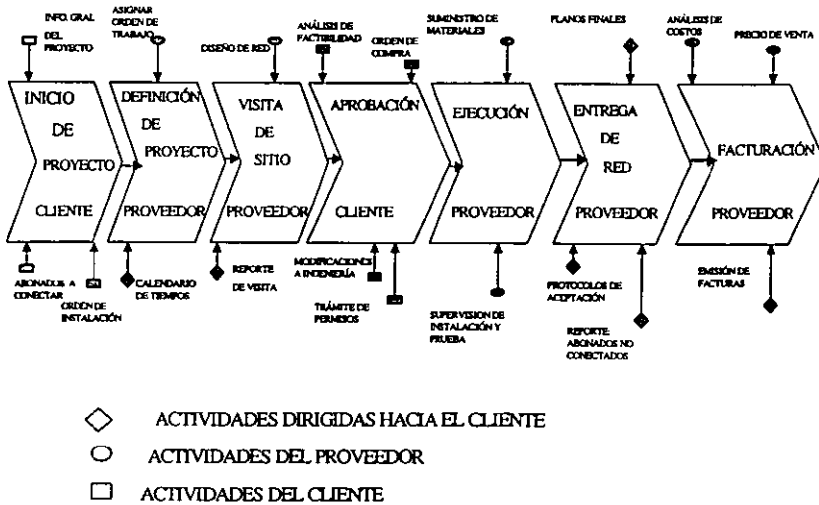 INFO. GRAL
DEL
PROYECTO
ASIGNAR
ORDEN DE
TRABAJO
DISEÑO DE RED
ANÁLISIS DE
FACTIBILIDAD
ORDEN DE
COMPRA
SUMINISTRO DE
MATERIALES
PLANOS FINALES
ANÁLISIS DE
COSTOS
PRECIO DE VENTA
INICIO
DE
PROYECTO
CLIENTE
DEFINICIÓN
DE
PROYECTO
PROVEEDOR
VISITA
DE
SITIO
PROVEEDOR
APROBACIÓN
CLIENTE
EJECUCIÓN
PROVEEDOR
ENTREGA
DE
RED
PROVEEDOR
FACTURACIÓN
PROVEEDOR
ABONADOS A
CONECTAR
ORDEN DE
INSTALACIÓN
CALENDARIO
DE TIEMPOS
REPORTE
DE VISITA
MODIFICACIONES
A INGENIERÍA
TRÁMITE DE
PERMISOS
SUPERVISION DE
INSTALACIÓN Y
PRUEBA
PROTOCOLOS DE
ACEPTACIÓN
REPORTE:
ABONADOS NO
CONECTADOS
EMISIÓN DE
FACTURAS
ACTIVIDADES DIRIGIDAS HACIA EL CLIENTE
ACTIVIDADES DEL PROVEEDOR
ACTIVIDADES DEL CLIENTE